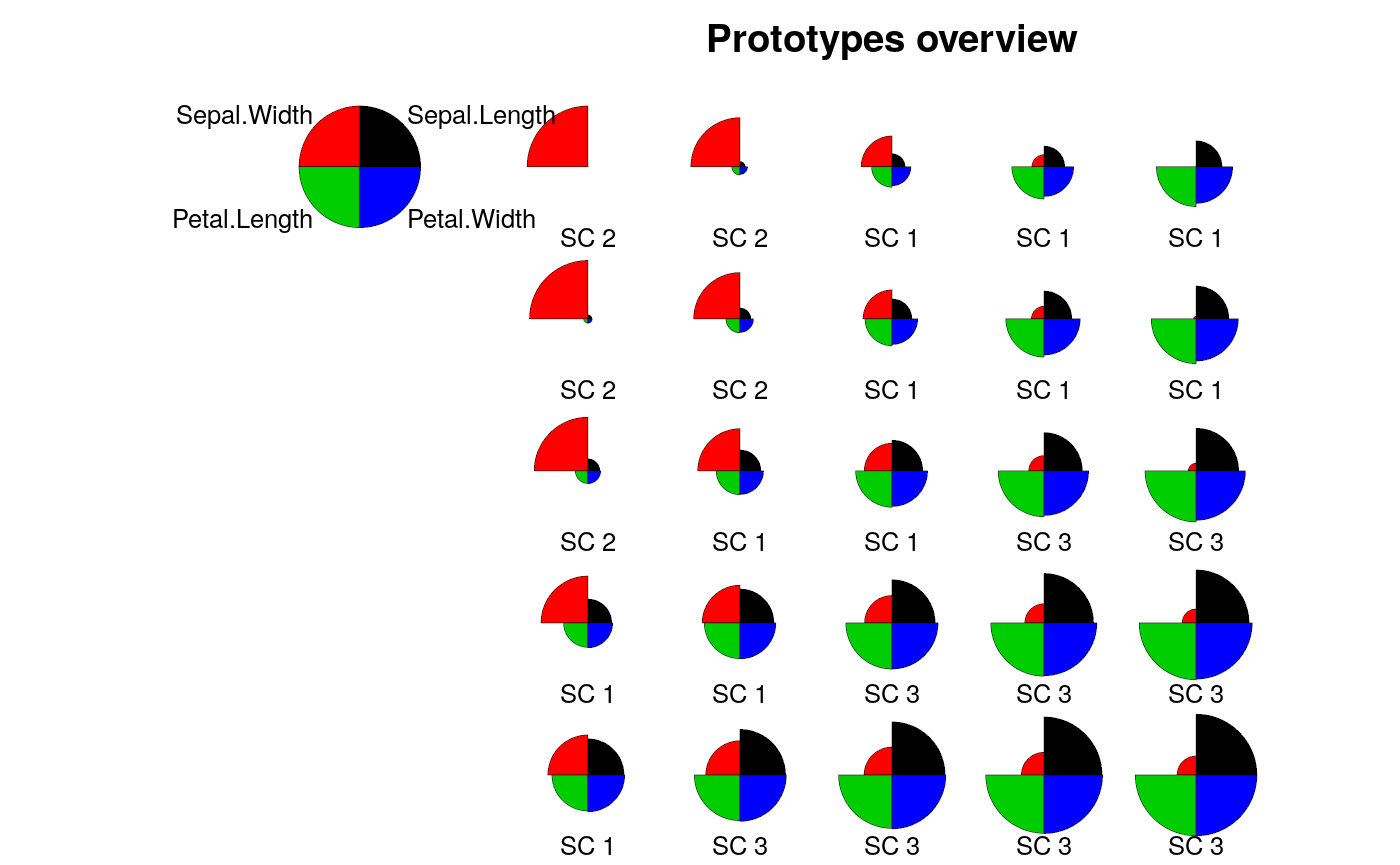 Prototypes overview
Sepal.Width Sepal.Length
Petal.Length Petal.Width
SC 2 SC 2 SC 1 SC 1 SC 1
SC 2 SC 2 SC 1 SC 1 SC 1
SC 2 SC 1 SC 1 SC 3 SC 3
SC 1 SC 1 SC 3 SC 3 SC 3
SC 1 SC 3 SC 3 SC 3 SC 3